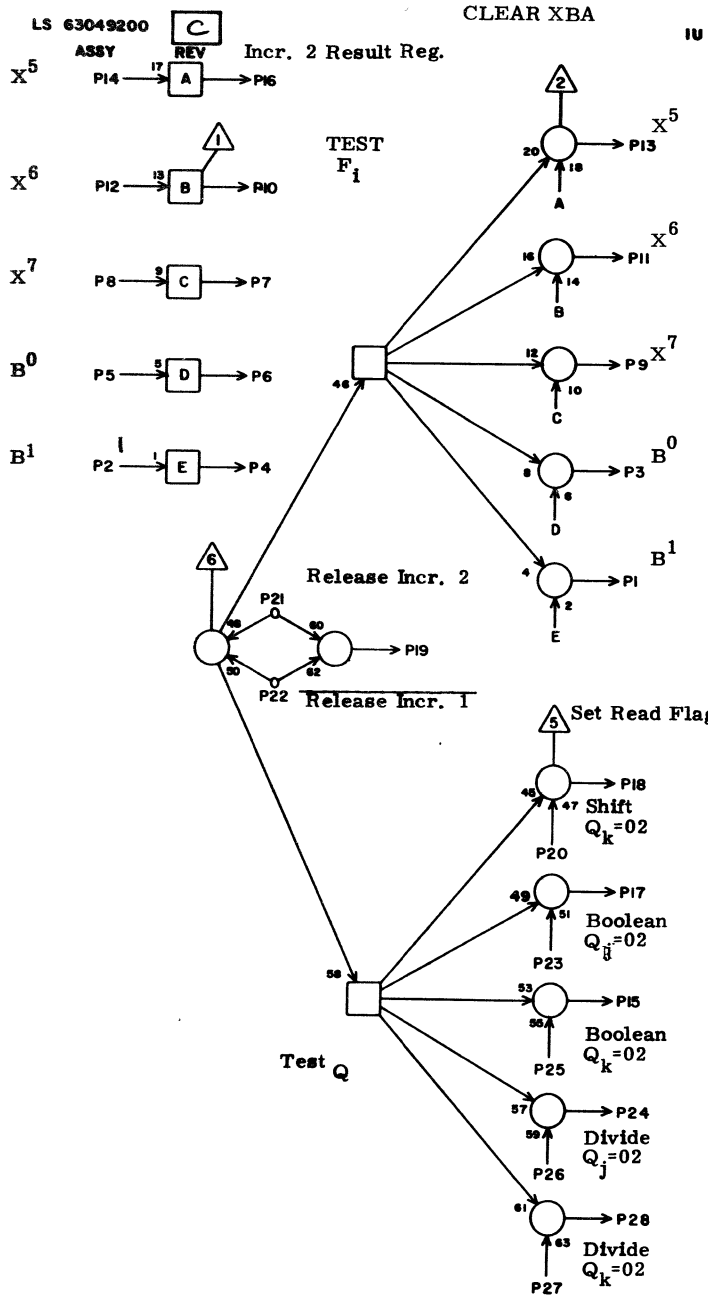 CLEAR XBA
LS 63049200 C 1U
ASSY REV Incr. 2 Result Reg.
X5 P14 17 A P16
2
20 18 P13 X5
A
1
TEST
Fi
X6 P12 13 B P10
16 14 P11 X6
B
X7 P8 9 C P7
46
12 10 P9 X7
C
B0 P5 5 D P6
8 6 P3 B0
D
B1 P2 1 E P4
4 2 P1 B1
E
6
Release Incr. 2
P21
48 60
P19
50 62
P22
Release Incr. 1
5 Set Read Flag
45 47 P18
Shift
Qk=02
P20
49 51 P17
Boolean
Qj=02
P23
58
53 55 P15
Boolean
Qk=02
P25
Test Q
57 59 P24
Divide
Qj=02
P26
61 63 P28
Divide
Qk=02
P27